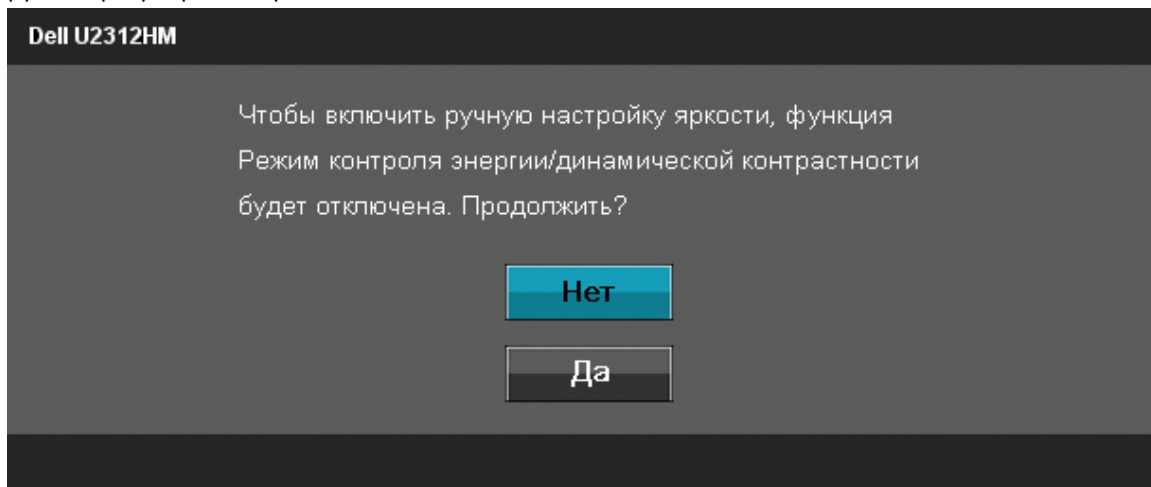 Dell U2312HM
Чтобы включить ручную настройку яркости, функция
Режим контроля энергии/динамической контрастности
будет отключена. Продолжить?
Нет
Да